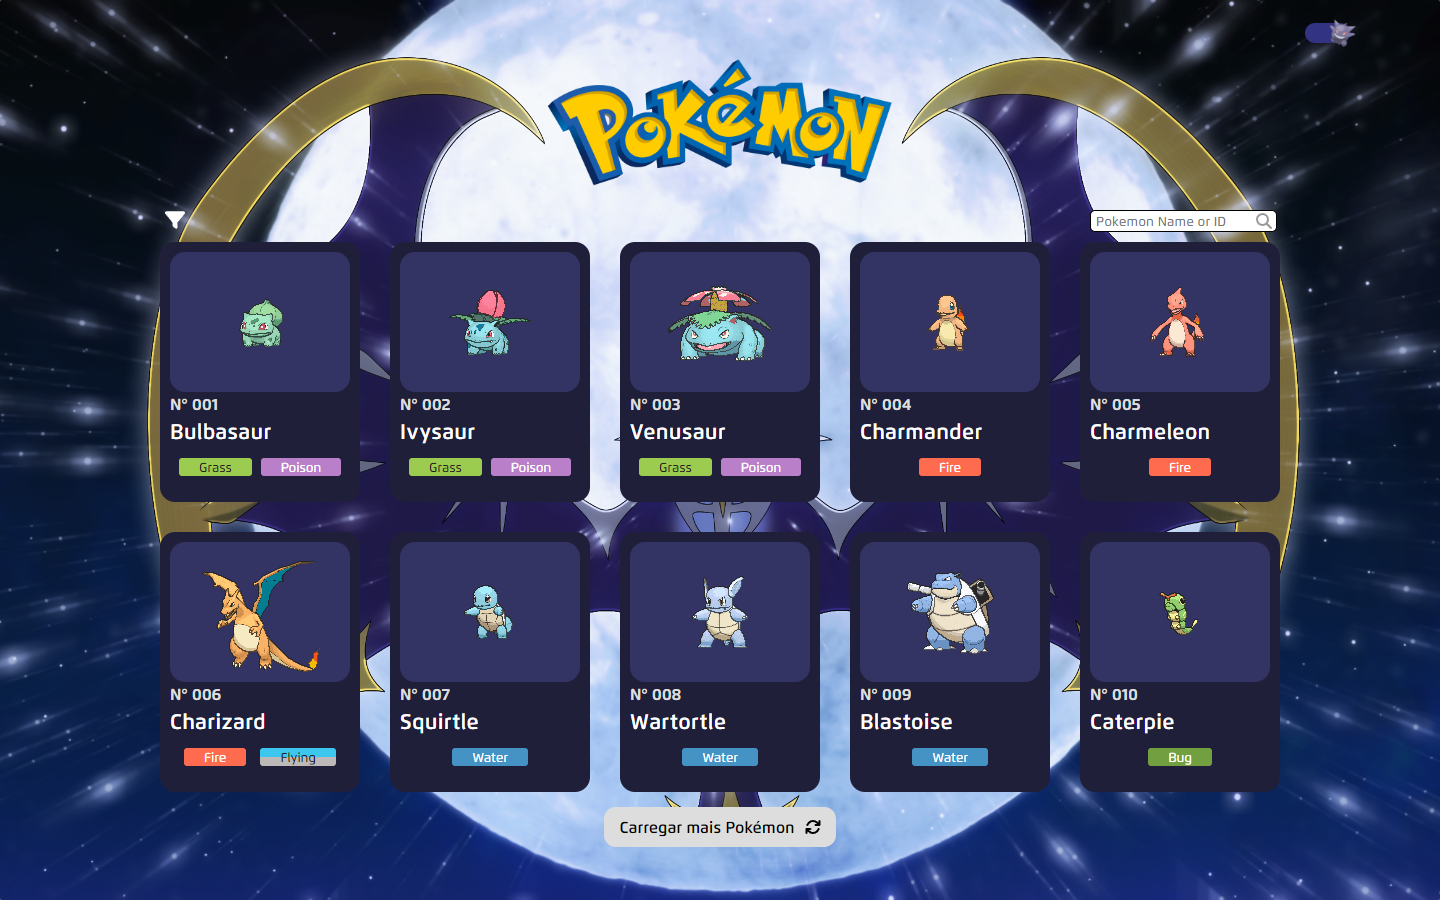 POKéMON
Pokemon Name or ID
N° 001
Bulbasaur
Grass Poison
N° 002
Ivysaur
Grass Poison
N° 003
Venusaur
Grass Poison
N° 004
Charmander
Fire
N° 005
Charmeleon
Fire
N° 006
Charizard
Fire Flying
N° 007
Squirtle
Water
N° 008
Wartortle
Water
N° 009
Blastoise
Water
N° 010
Caterpie
Bug
Carregar mais Pokémon